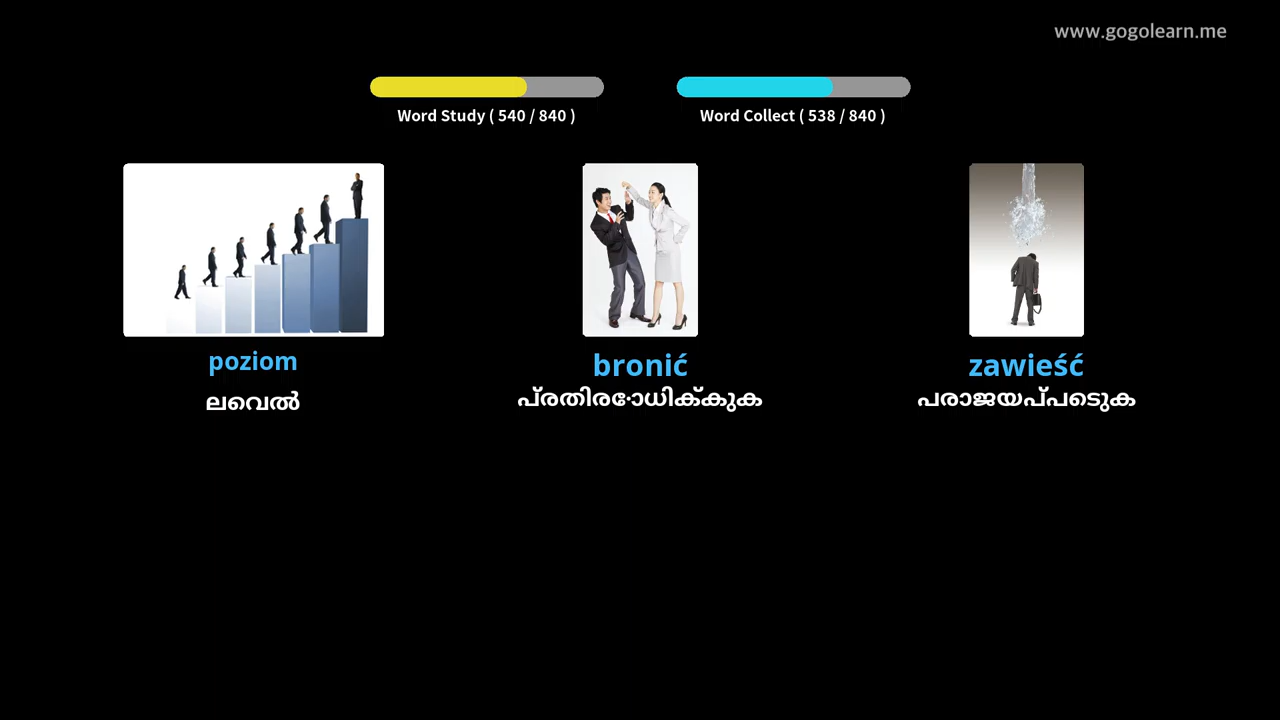 www.gogolearn.me
Word Study ( 540 / 840 )
Word Collect ( 538 / 840 )
poziom
bronić
zawieść
ലവെൽ
പ്രതിരോധിക്കുക
പരാജയപ്പെടുക